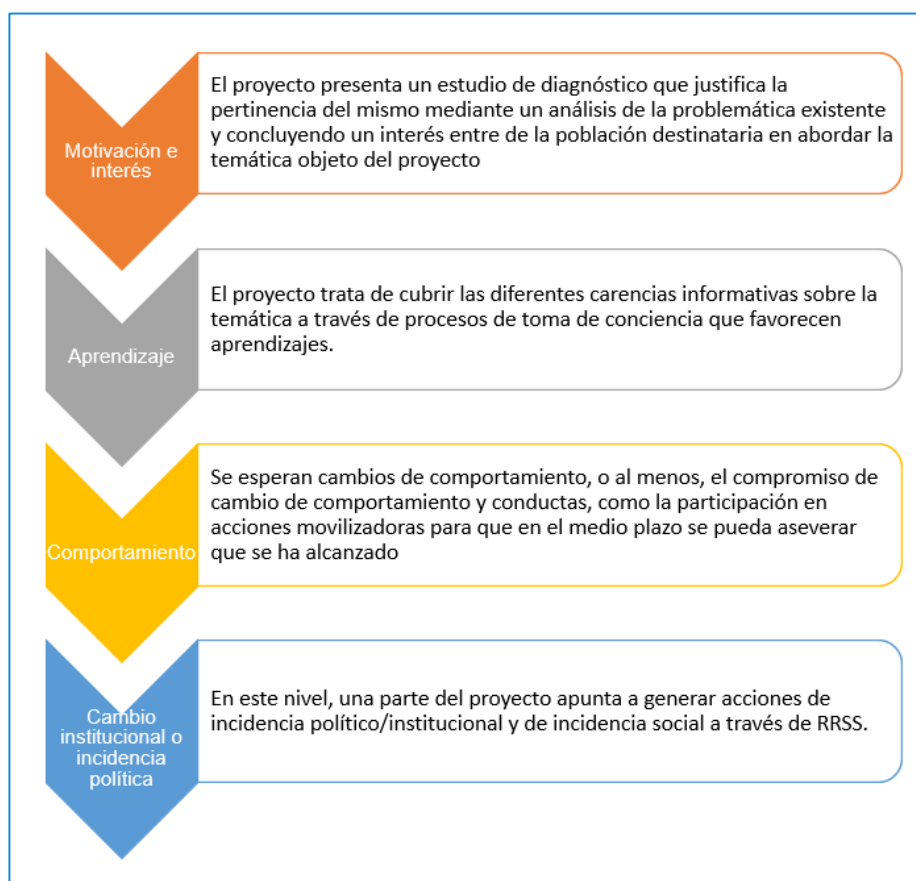 Motivación e
interés
El proyecto presenta un estudio de diagnóstico que justifica la
pertinencia del mismo mediante un análisis de la problemática existente
y concluyendo un interés entre de la población destinataria en abordar la
temática objeto del proyecto
Aprendizaje
El proyecto trata de cubrir las diferentes carencias informativas sobre la
temática a través de procesos de toma de conciencia que favorecen
aprendizajes.
Comportamiento
Se esperan cambios de comportamiento, o al menos, el compromiso de
cambio de comportamiento y conductas, como la participación en
acciones movilizadoras para que en el medio plazo se pueda aseverar
que se ha alcanzado
Cambio
institucional o
incidencia
política
En este nivel, una parte del proyecto apunta a generar acciones de
incidencia político/institucional y de incidencia social a través de RRSS.